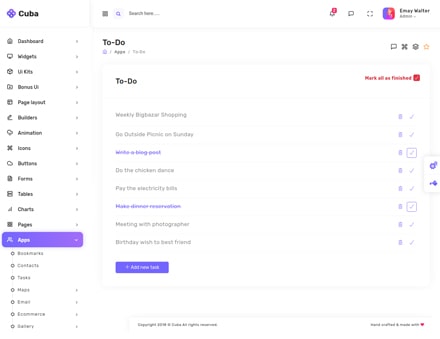 Cuba
Search here.....
2
Emay Walter
Admin
Dashboard
Widgets
Ui Kits
Bonus Ui
Page layout
Builders
Animation
Icons
Buttons
Forms
Tables
Charts
Pages
Apps
Bookmarks
Contacts
Tasks
Maps
Email
Ecommerce
Gallery
To-Do
/ Apps / To-Do
To-Do
Mark all as finished
Weekly Bigbazar Shopping
Go Outside Picnic on Sunday
Write a blog post
Do the chicken dance
Pay the electricity bills
Make dinner reservation
Meeting with photographer
Birthday wish to best friend
+ Add new task
Copyright 2018 © Cuba All rights reserved.
Hand crafted & made with